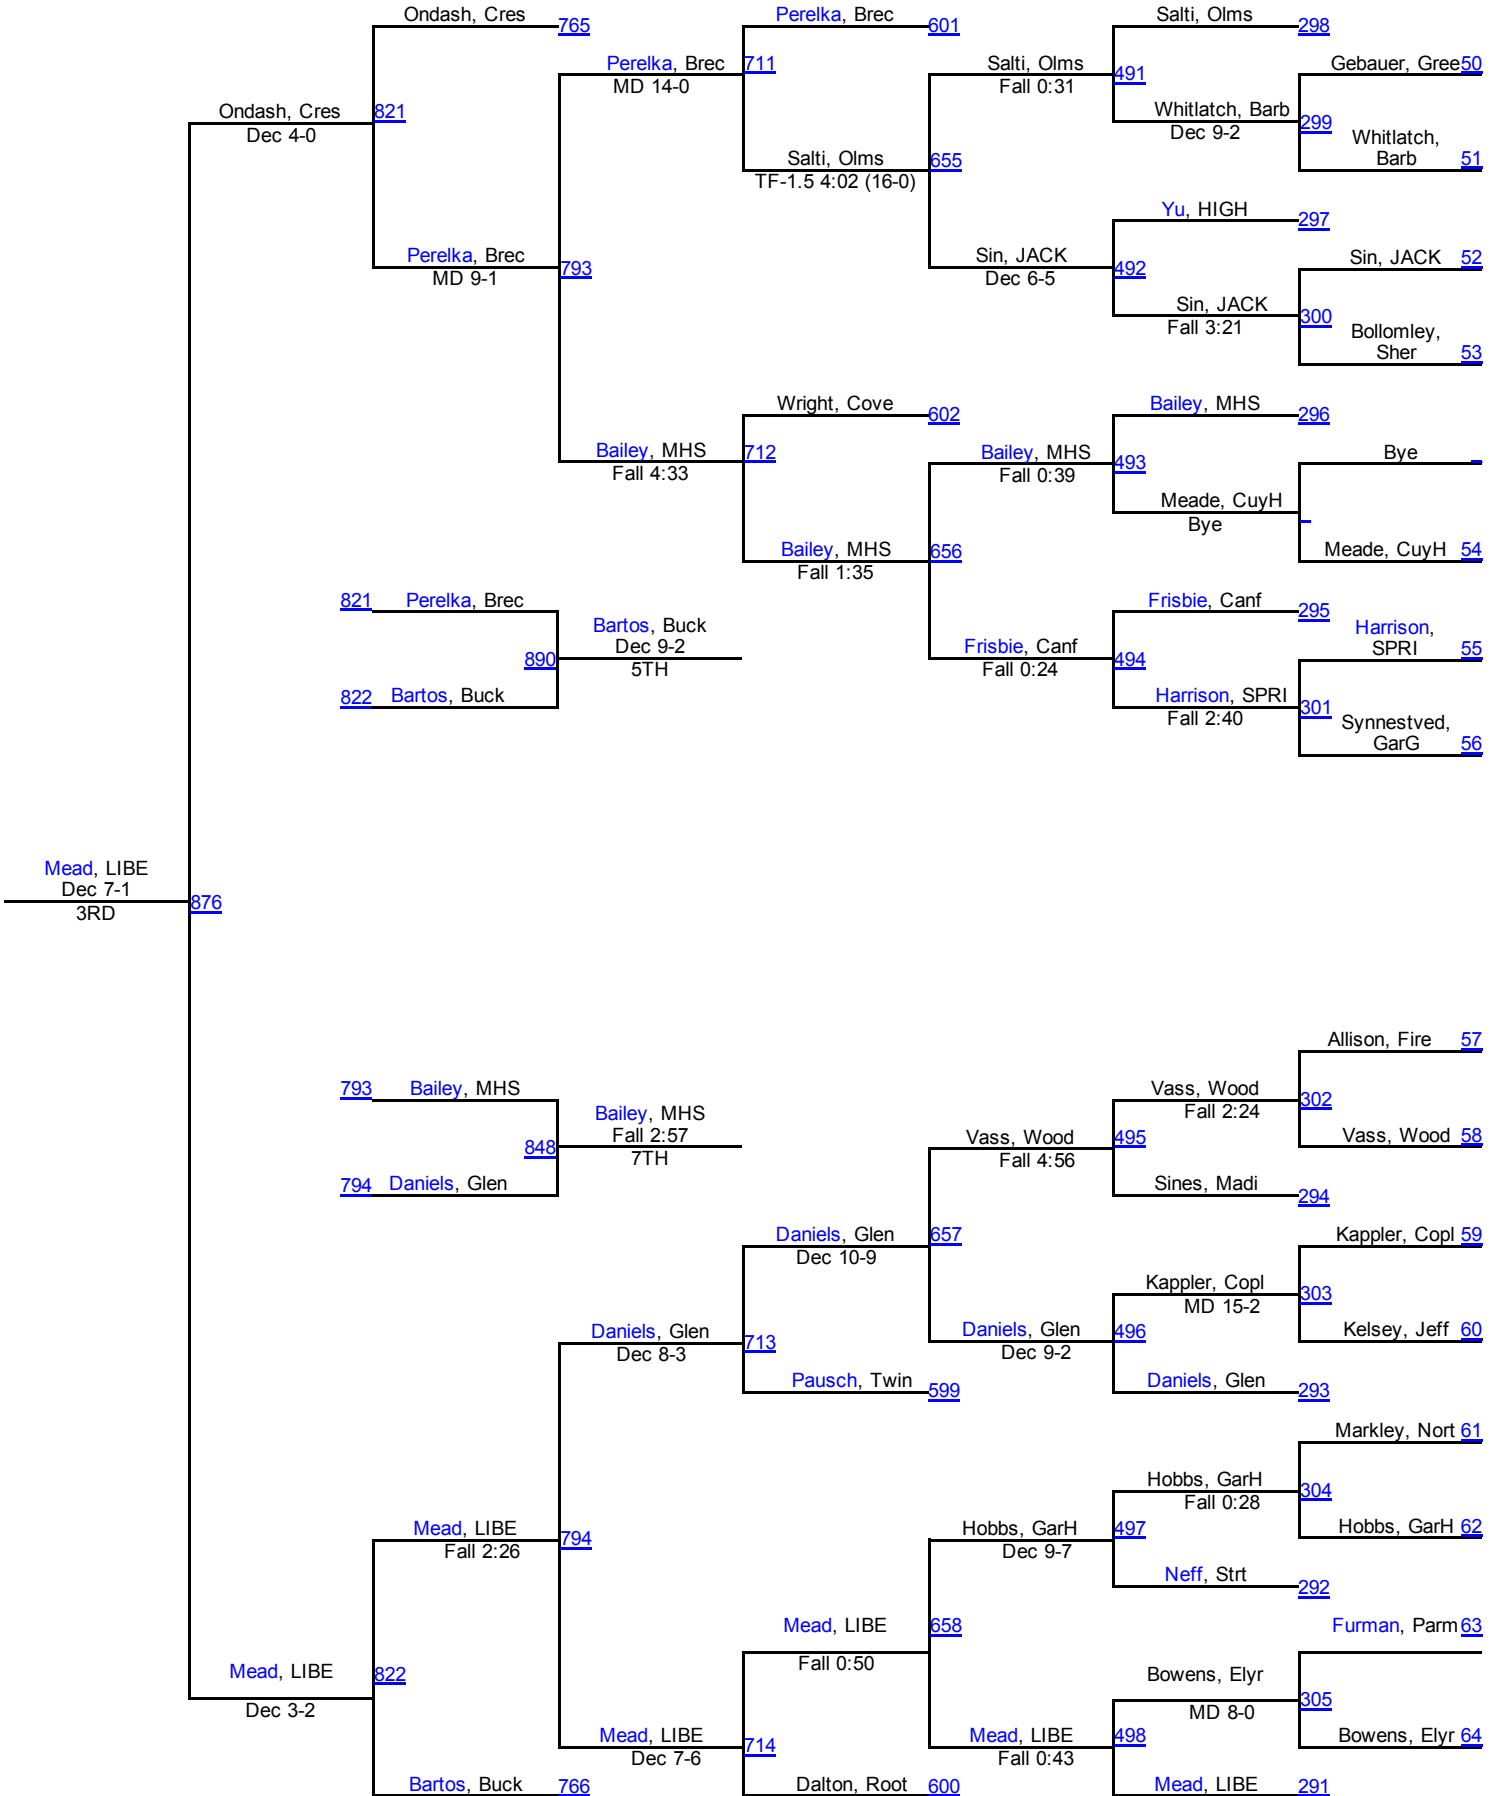 Ondash, Cres 765
Perelka, Brec 601
Salti, Olms 298
Perelka, Brec 711
MD 14-0
Salti, Olms 491
Fall 0:31
Gebauer, Gree 50
Ondash, Cres 821
Dec 4-0
Whitlatch, Barb 299
Dec 9-2
Whitlatch,
Barb 51
Salti, Olms 655
TF-1.5 4:02 (16-0)
Yu, HIGH 297
Perelka, Brec 793
MD 9-1
Sin, JACK 492
Dec 6-5
Sin, JACK 52
Sin, JACK 300
Fall 3:21
Bollomley,
Sher 53
Wright, Cove 602
Bailey, MHS 296
Bailey, MHS 712
Fall 4:33
Bailey, MHS 493
Fall 0:39
Bye
Meade, CuyH
Bye
Bailey, MHS 656
Fall 1:35
Meade, CuyH 54
821 Perelka, Brec
Frisbie, Canf 295
Bartos, Buck
Dec 9-2
890
5TH
Frisbie, Canf 494
Fall 0:24
Harrison,
SPRI 55
822 Bartos, Buck
Harrison, SPRI 301
Fall 2:40
Synnestved,
GarG 56
Mead, LIBE
Dec 7-1
876
3RD
Allison, Fire 57
793 Bailey, MHS
Vass, Wood 302
Fall 2:24
Bailey, MHS
Fall 2:57
848
7TH
Vass, Wood 495
Fall 4:56
Vass, Wood 58
794 Daniels, Glen
Sines, Madi 294
Daniels, Glen 657
Dec 10-9
Kappler, Copl 59
Kappler, Copl 303
MD 15-2
Daniels, Glen 713
Dec 8-3
Daniels, Glen 496
Dec 9-2
Kelsey, Jeff 60
Pausch, Twin 599
Daniels, Glen 293
Markley, Nort 61
Hobbs, GarH 304
Fall 0:28
Mead, LIBE 794
Fall 2:26
Hobbs, GarH 497
Dec 9-7
Hobbs, GarH 62
Neff, Strt 292
Mead, LIBE 658
Fall 0:50
Furman, Parm 63
Mead, LIBE 822
Dec 3-2
Bowens, Elyr 305
MD 8-0
Mead, LIBE 714
Dec 7-6
Mead, LIBE 498
Fall 0:43
Bowens, Elyr 64
Bartos, Buck 766
Dalton, Root 600
Mead, LIBE 291